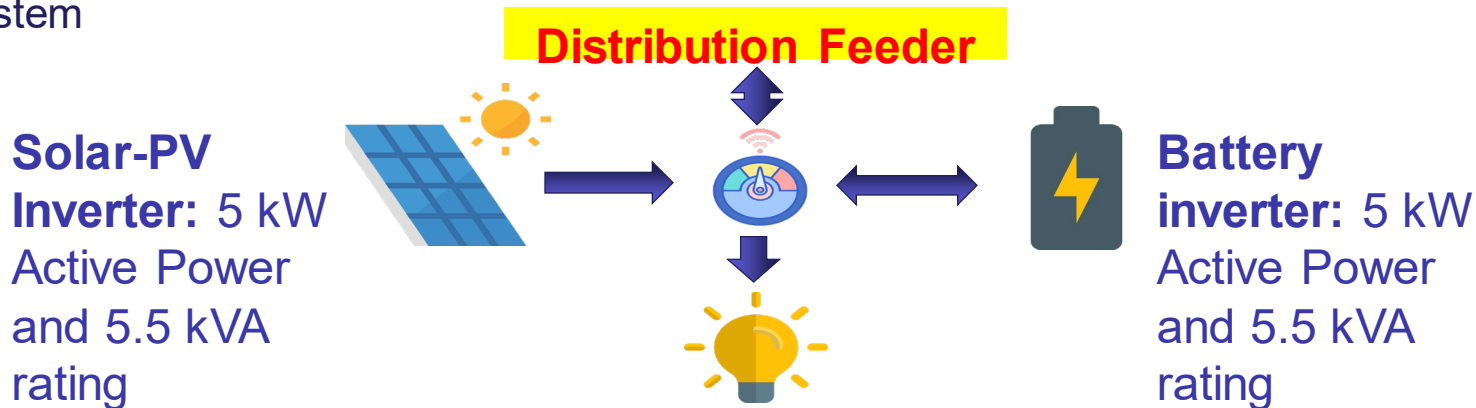 stem
Distribution Feeder
Solar-PV
Inverter: 5 kW
Active Power
and 5.5 kVA
rating
Battery
inverter: 5 kW
Active Power
and 5.5 kVA
rating